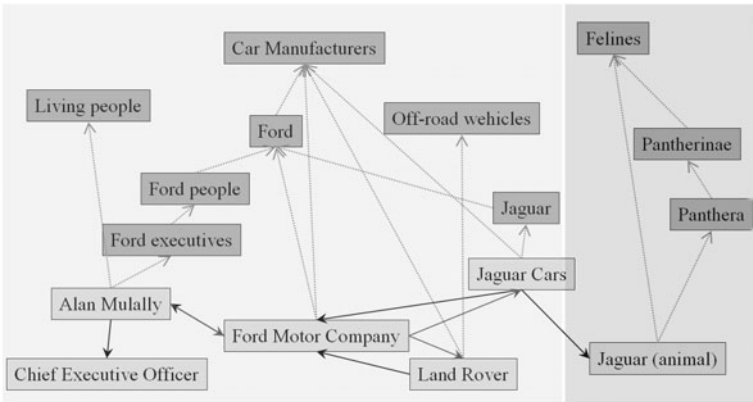 Car Manufacturers
Felines
Living people
Ford
Off-road wehicles
Pantherinae
Ford people
Jaguar
Panthera
Ford executives
Jaguar Cars
Alan Mulally
Ford Motor Company
Jaguar (animal)
Chief Executive Officer
Land Rover